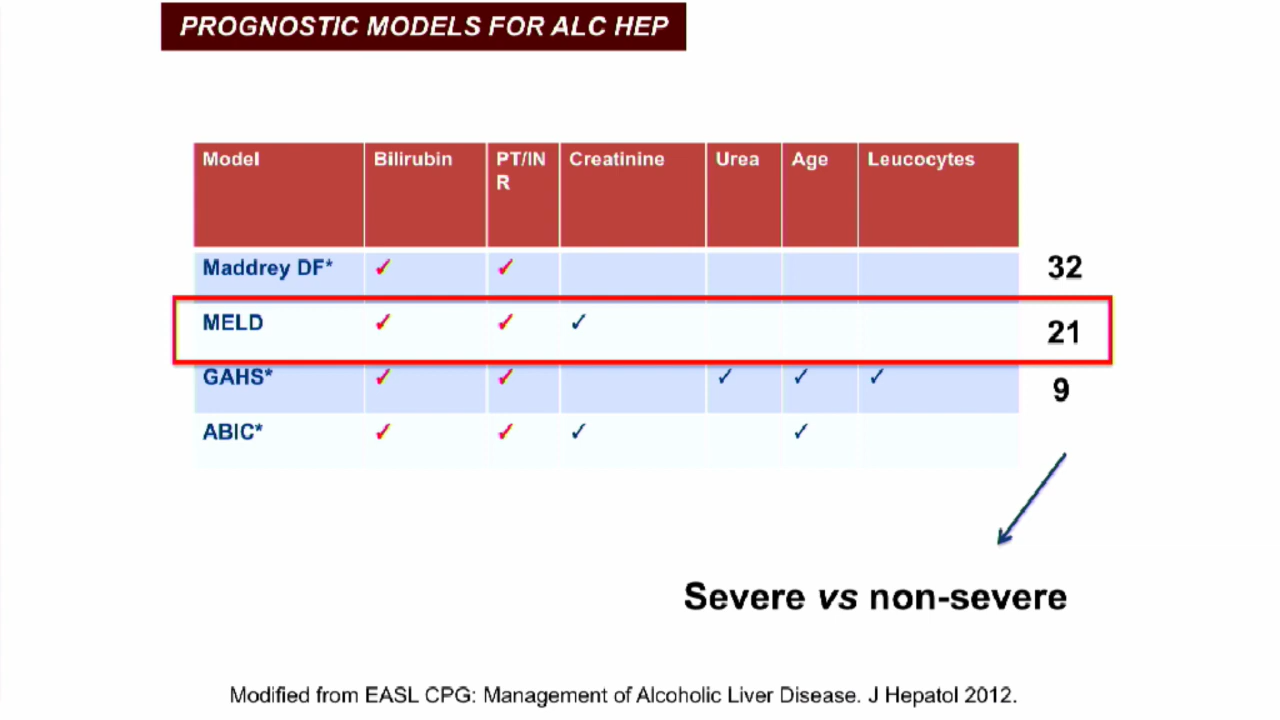 PROGNOSTIC MODELS FOR ALC HEP
Model Bilirubin PT/IN Creatinine Urea Age Leucocytes
R
Maddrey DF* ✓ ✓ 32
MELD ✓ ✓ ✓ 21
GAHS* ✓ ✓ ✓ ✓ ✓ 9
ABIC* ✓ ✓ ✓ ✓
Severe vs non-severe
Modified from EASL CPG: Management of Alcoholic Liver Disease. J Hepatol 2012.